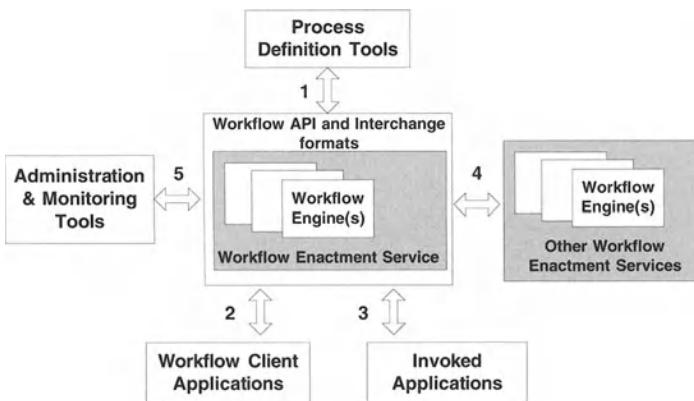 Process
Definition Tools
1
Workflow API and Interchange
formats
Administration
& Monitoring
Tools
5
Workflow
Engine(s)
Workflow Enactment Service
4
Workflow
Engine(s)
Other Workflow
Enactment Services
2
3
Workflow Client
Applications
Invoked
Applications